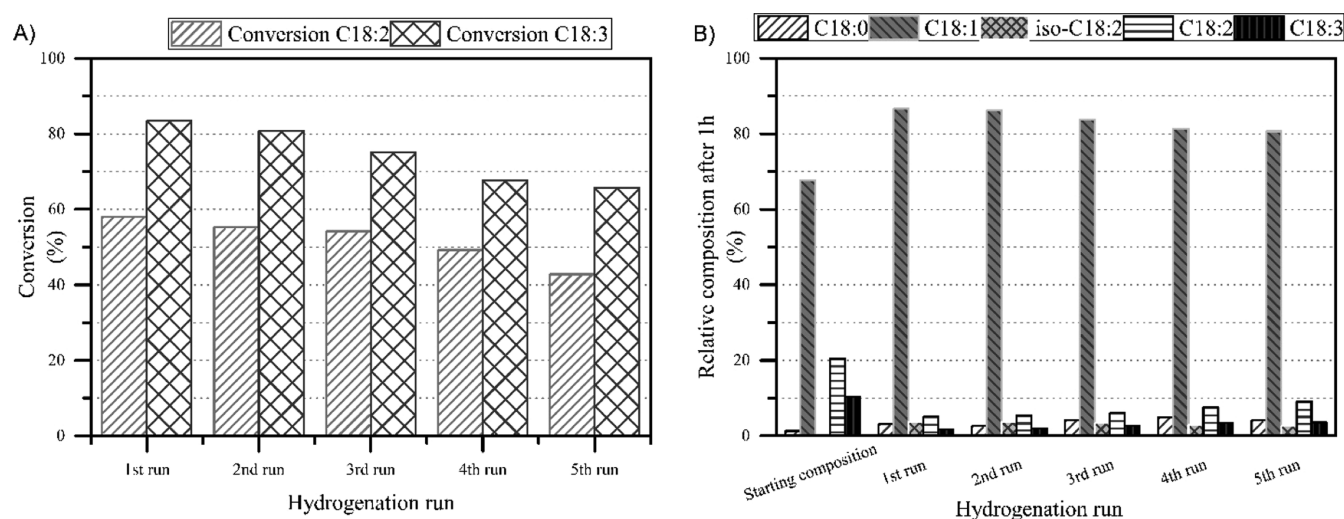 A)
Conversion C18:2 Conversion C18:3
100
80
60
40
20
0
Conversion
(%)
1st run 2nd run 3rd run 4th run 5th run
Hydrogenation run
B)
C18:0 C18:1 iso-C18:2 C18:2 C18:3
100
80
60
40
20
0
Relative composition after 1h
(%)
Starting composition 1st run 2nd run 3rd run 4th run 5th run
Hydrogenation run